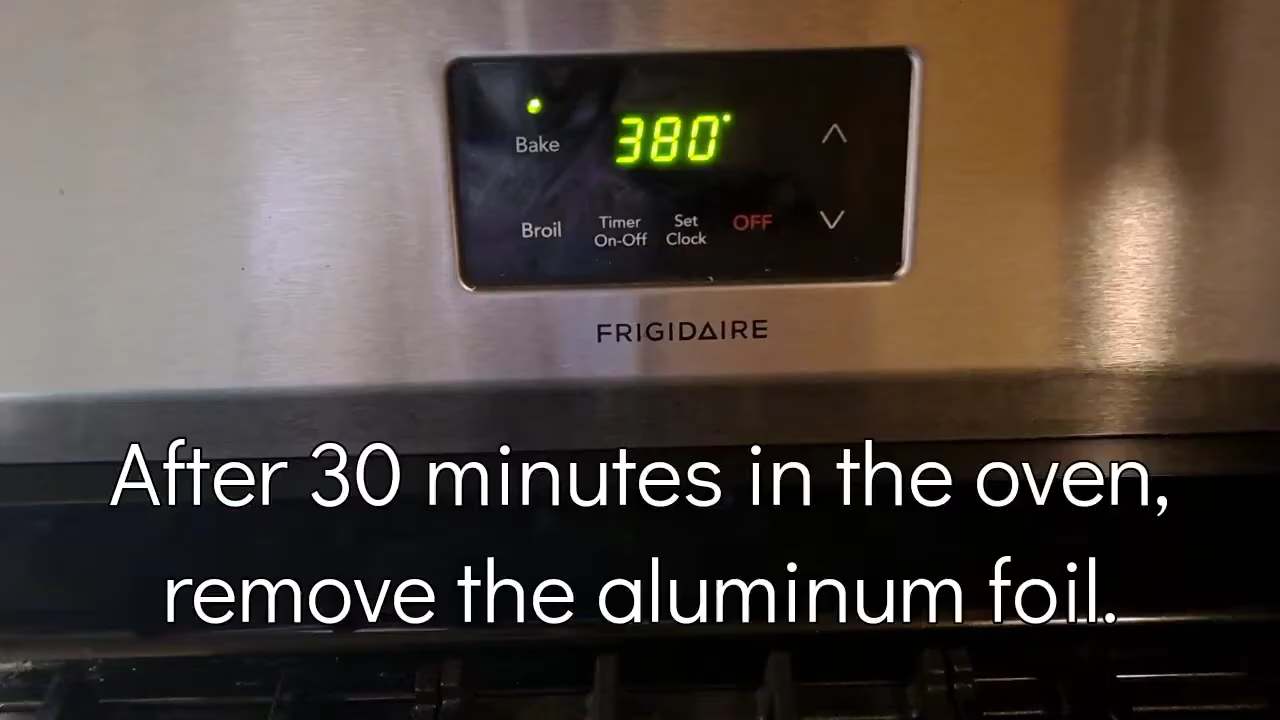 Bake
380°
Broil
Timer
On-Off
Set
Clock
OFF
FRIGIDAIRE
After 30 minutes in the oven,
remove the aluminum foil.